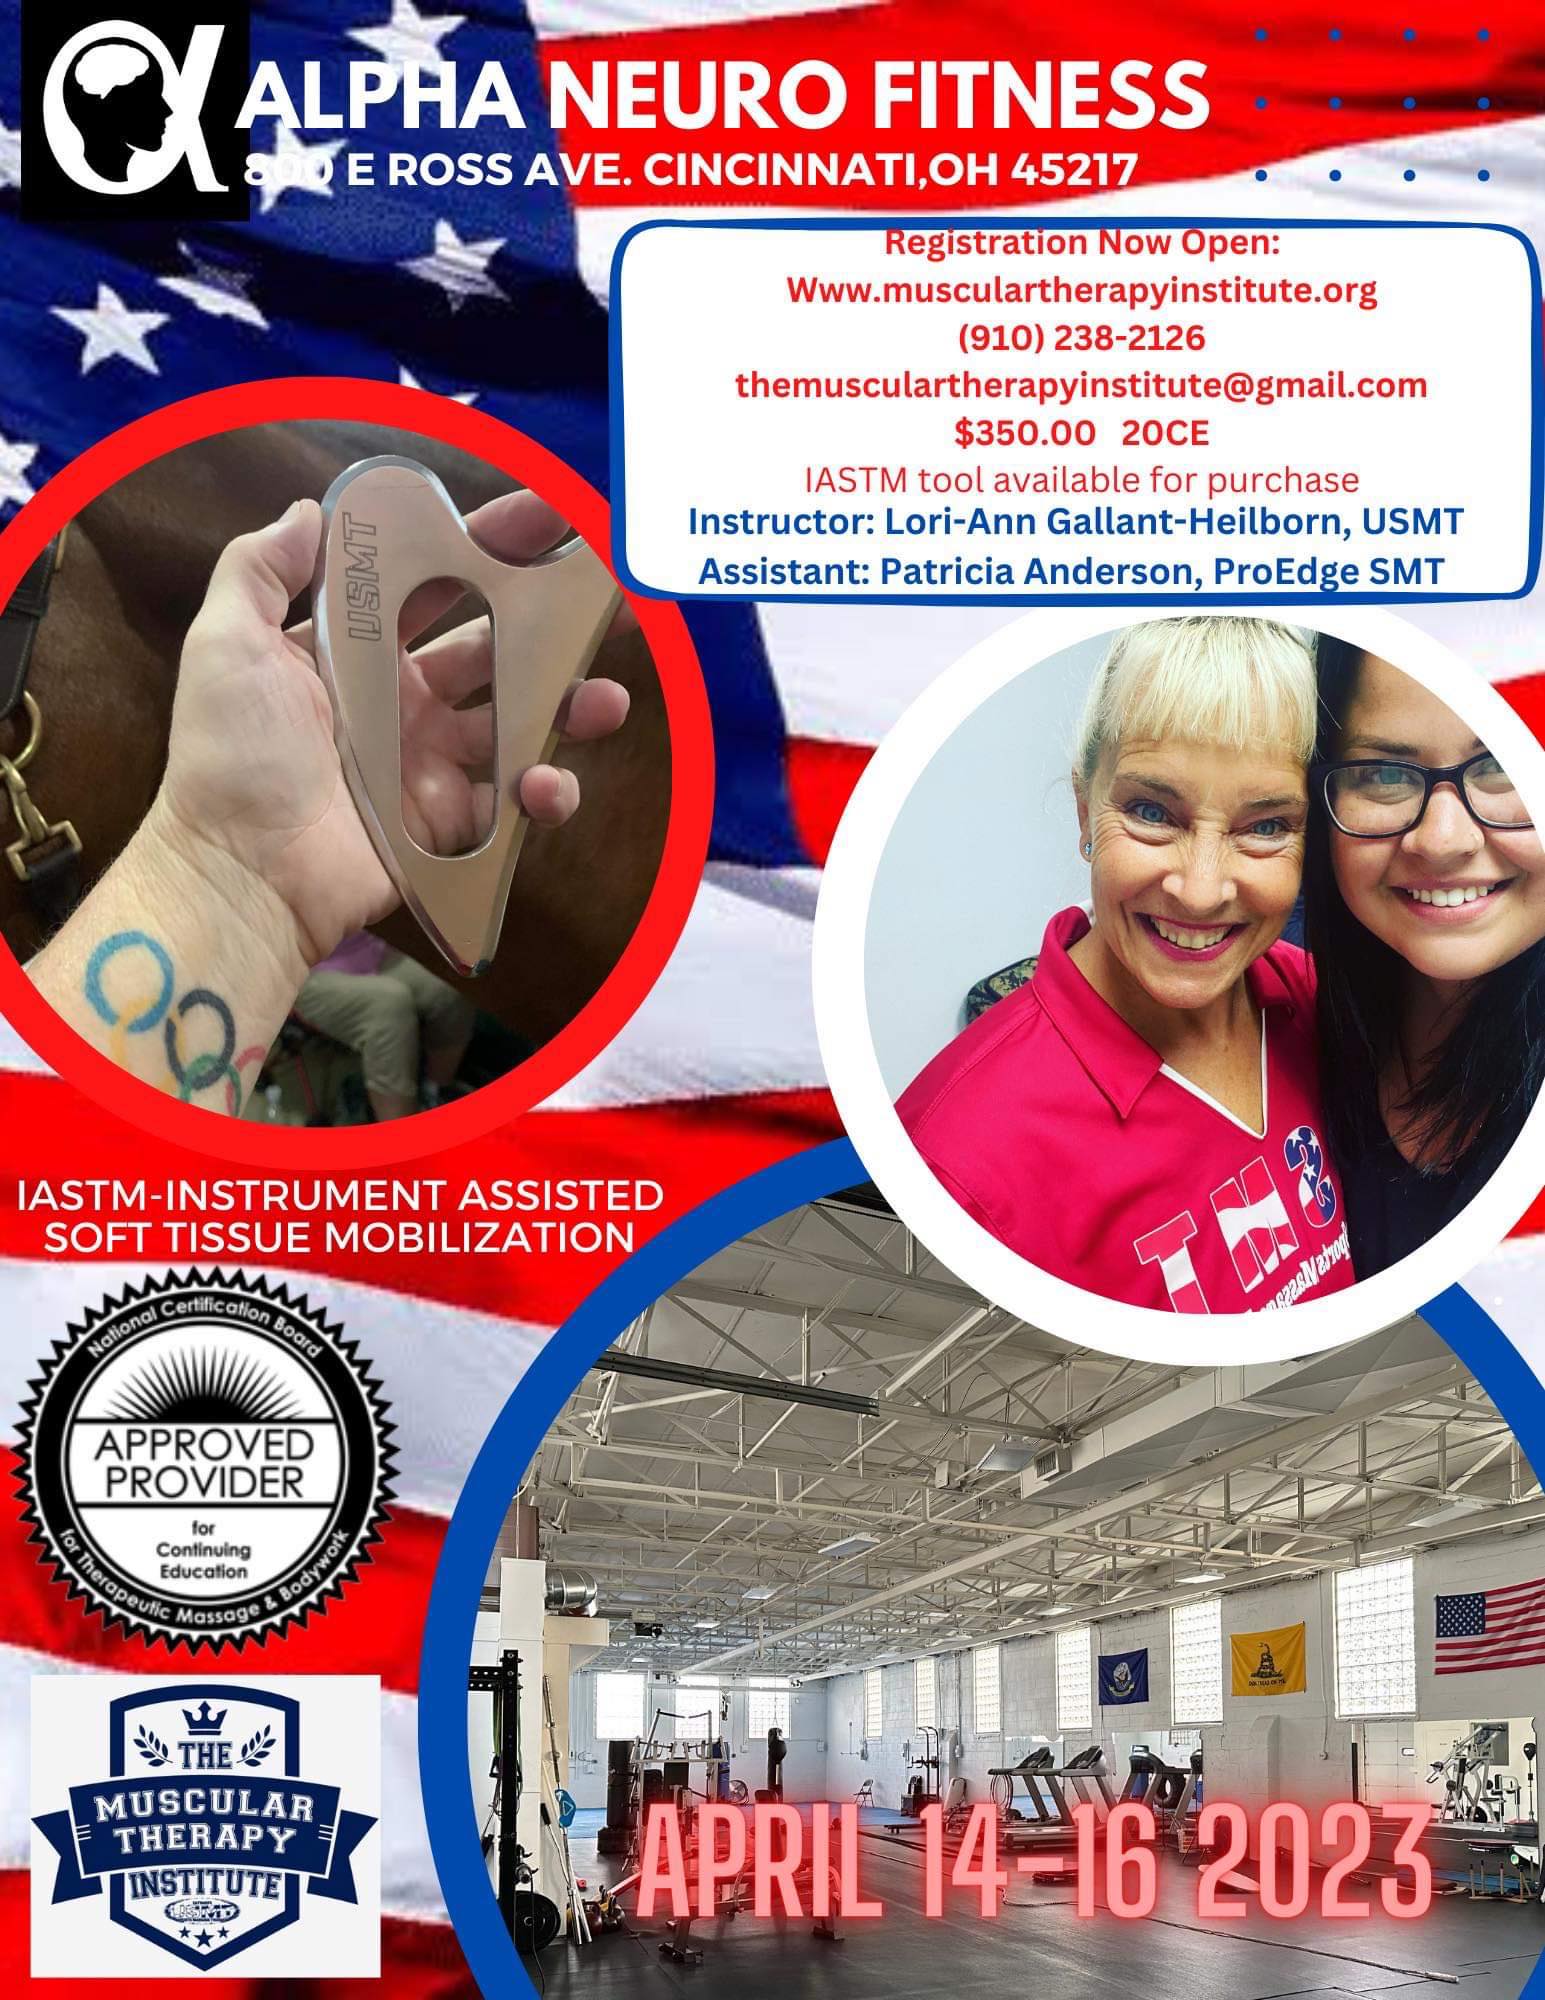 ALPHA NEURO FITNESS
800 E ROSS AVE. CINCINNATI,OH 45217
Registration Now Open:
Www.musculartherapyinstitute.org
(910) 238-2126
themusculartherapyinstitute@gmail.com
$350.00 20CE
IASTM tool available for purchase
Instructor: Lori-Ann Gallant-Heilborn, USMT
Assistant: Patricia Anderson, ProEdge SMT
USMT
SMT
IASTM-INSTRUMENT ASSISTED
SOFT TISSUE MOBILIZATION
National Certification Board
APPROVED
PROVIDER
for
Continuing
Education
for Therapeutic Massage & Bodywork
THE
MUSCULAR
THERAPY
INSTITUTE
APRIL 14-16 2023